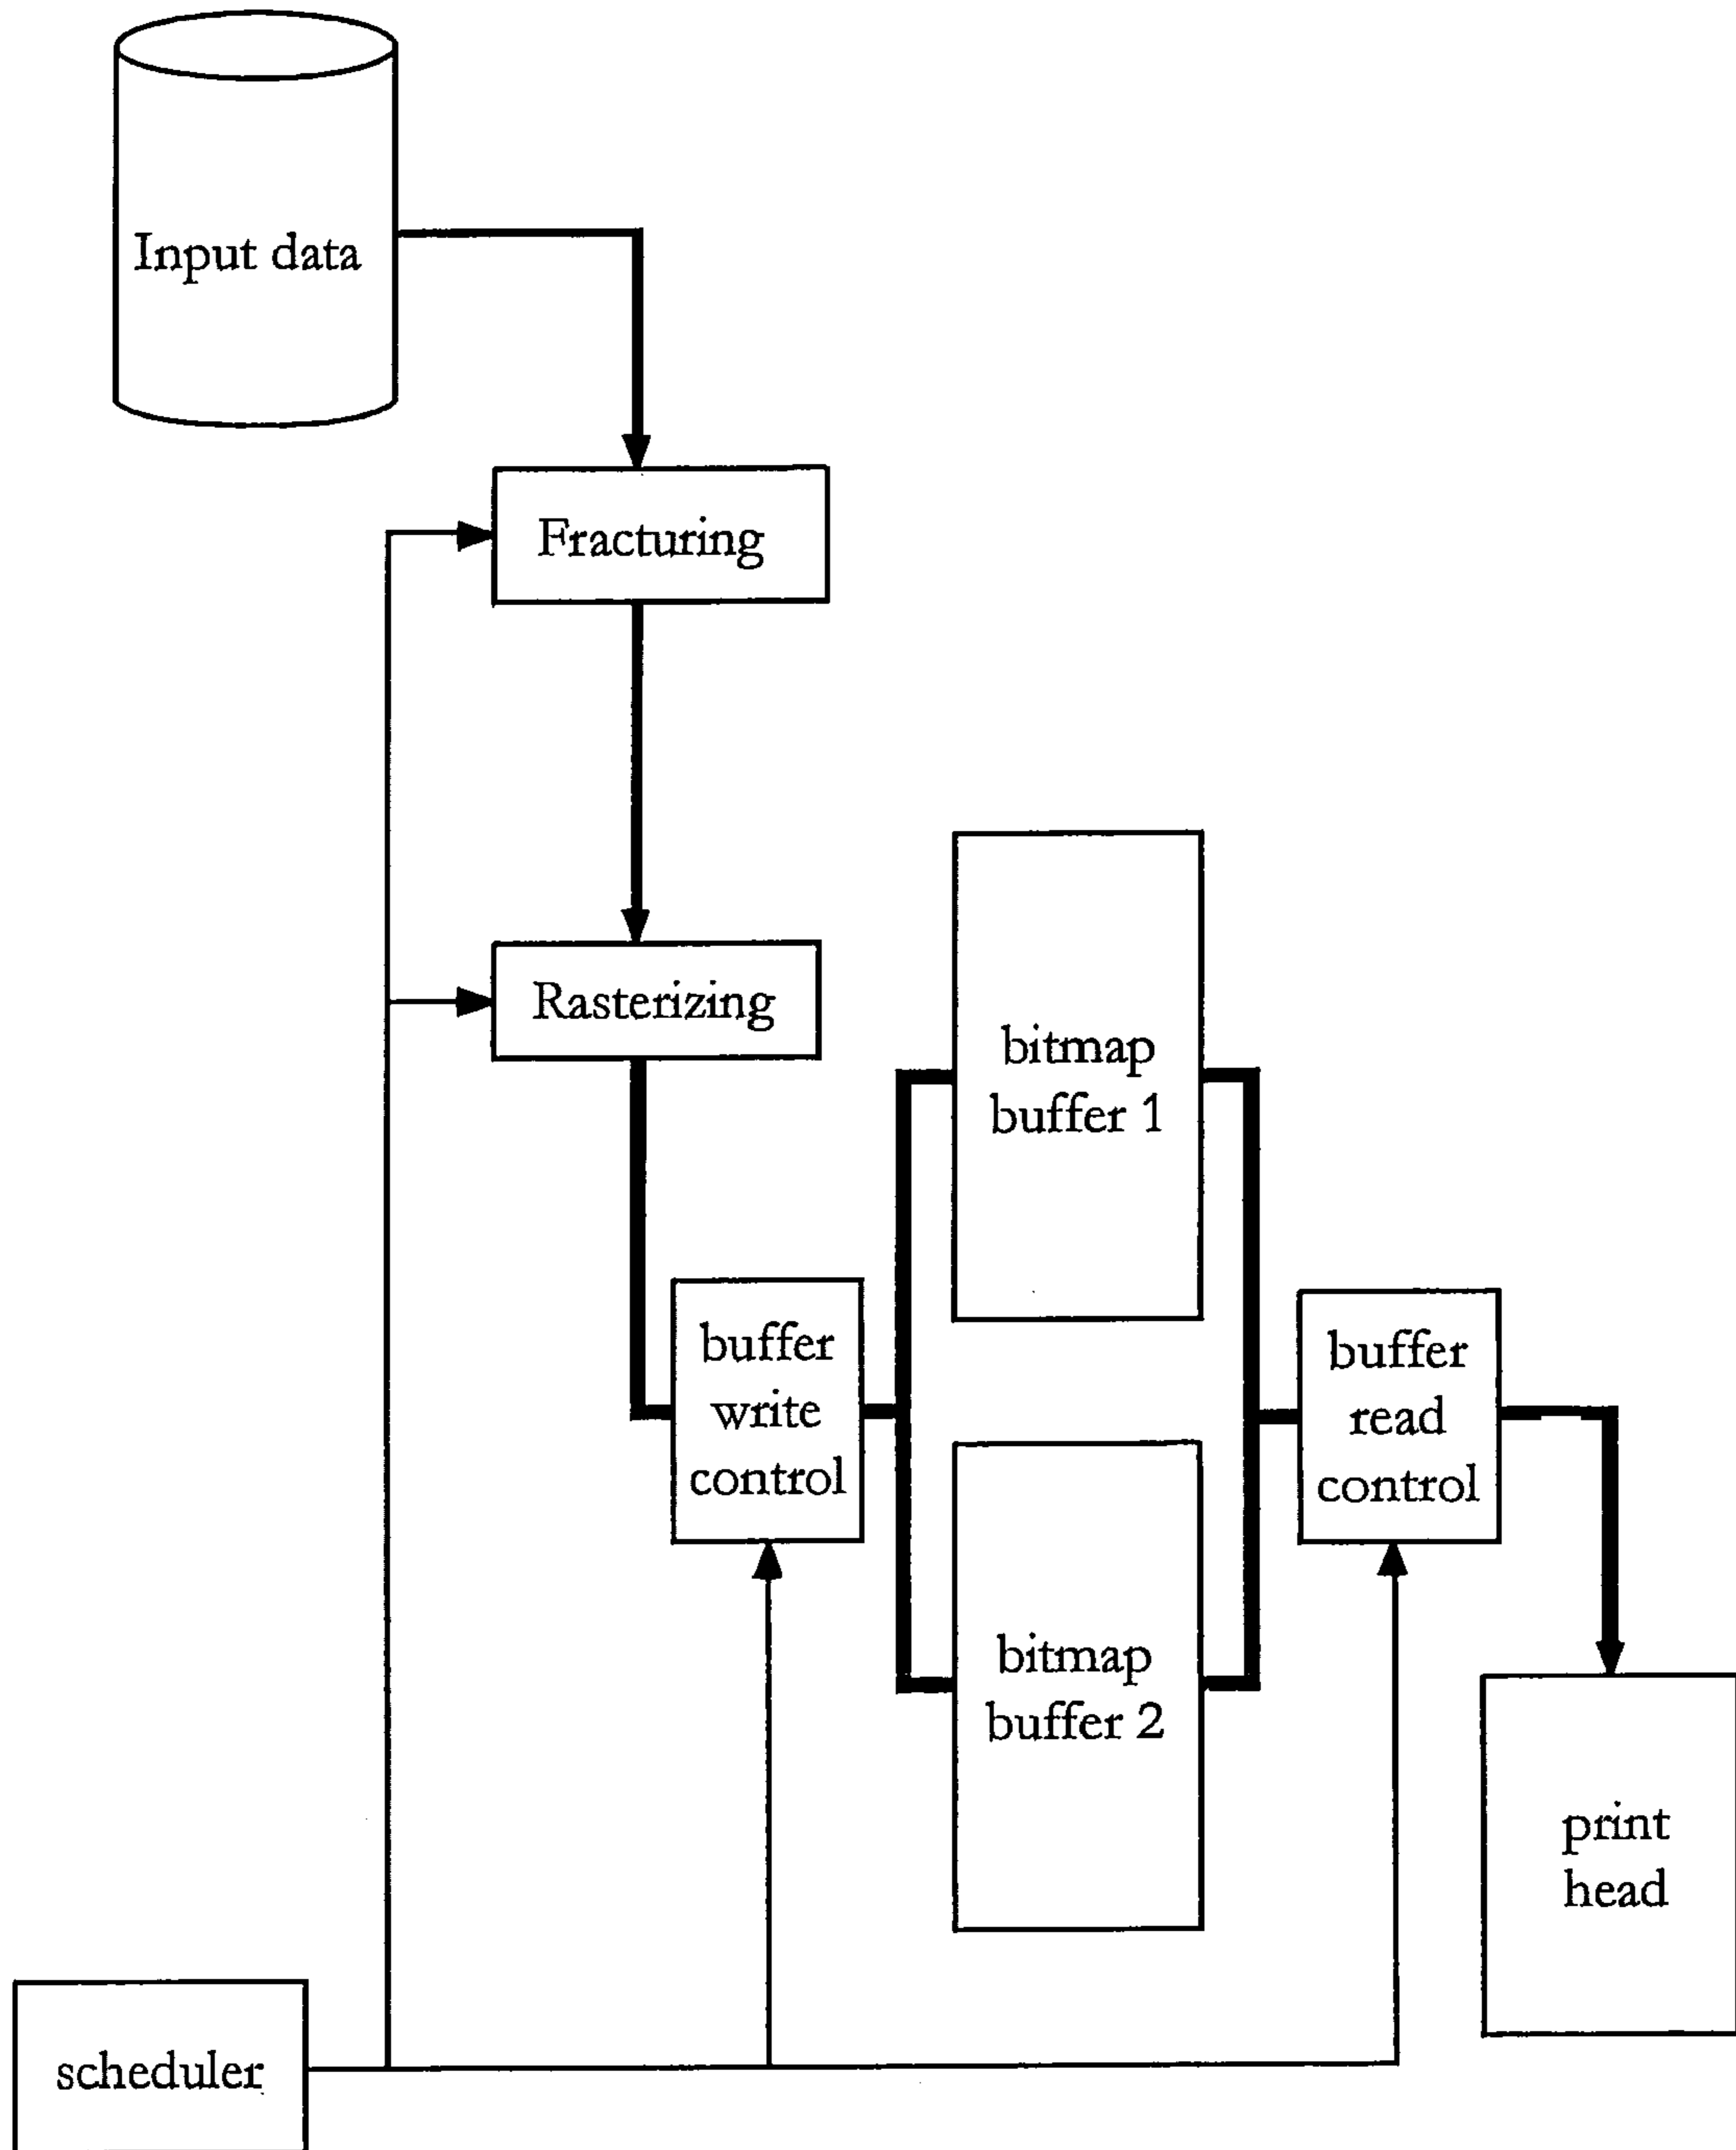 Input data
Fracturing
Rasterizing
bitmap
buffer 1
buffer
write
control
buffer
read
control
bitmap
buffer 2
print
head
scheduler